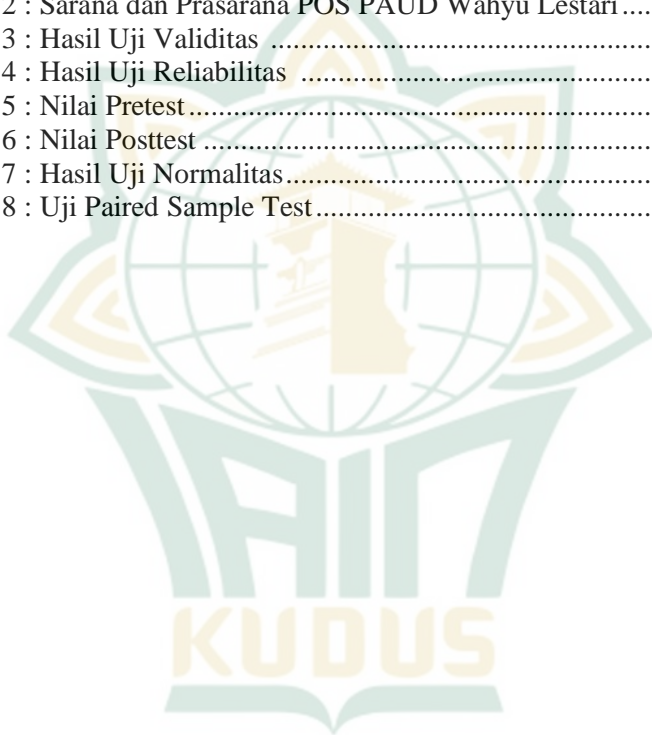 2 : Sarana dan Prasarana POS PAUD Wahyu Lestari ....
3 : Hasil Uji Validitas ....................................................
4 : Hasil Uji Reliabilitas ...............................................
5 : Nilai Pretest ..............................................................
6 : Nilai Posttest ............................................................
7 : Hasil Uji Normalitas .................................................
8 : Uji Paired Sample Test .............................................
IAIN
KUDUS